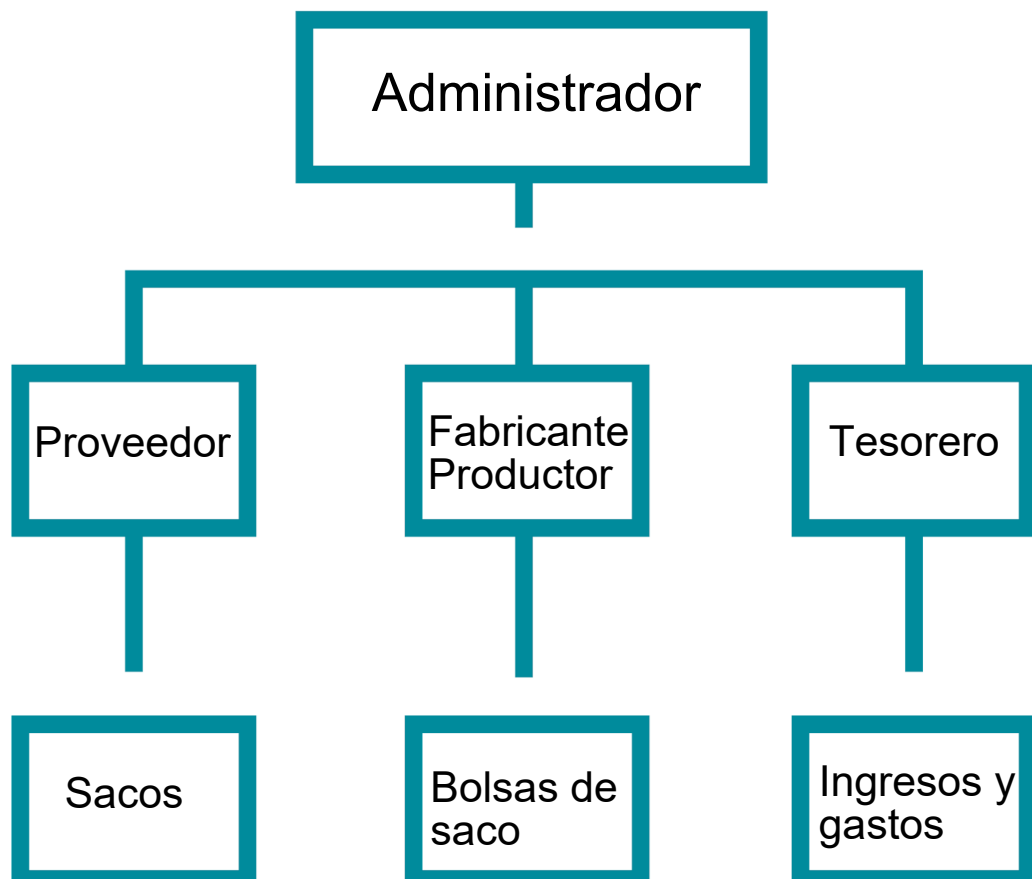 Administrador
Proveedor
Fabricante
Productor
Tesorero
Sacos
Bolsas de
saco
Ingresos y
gastos